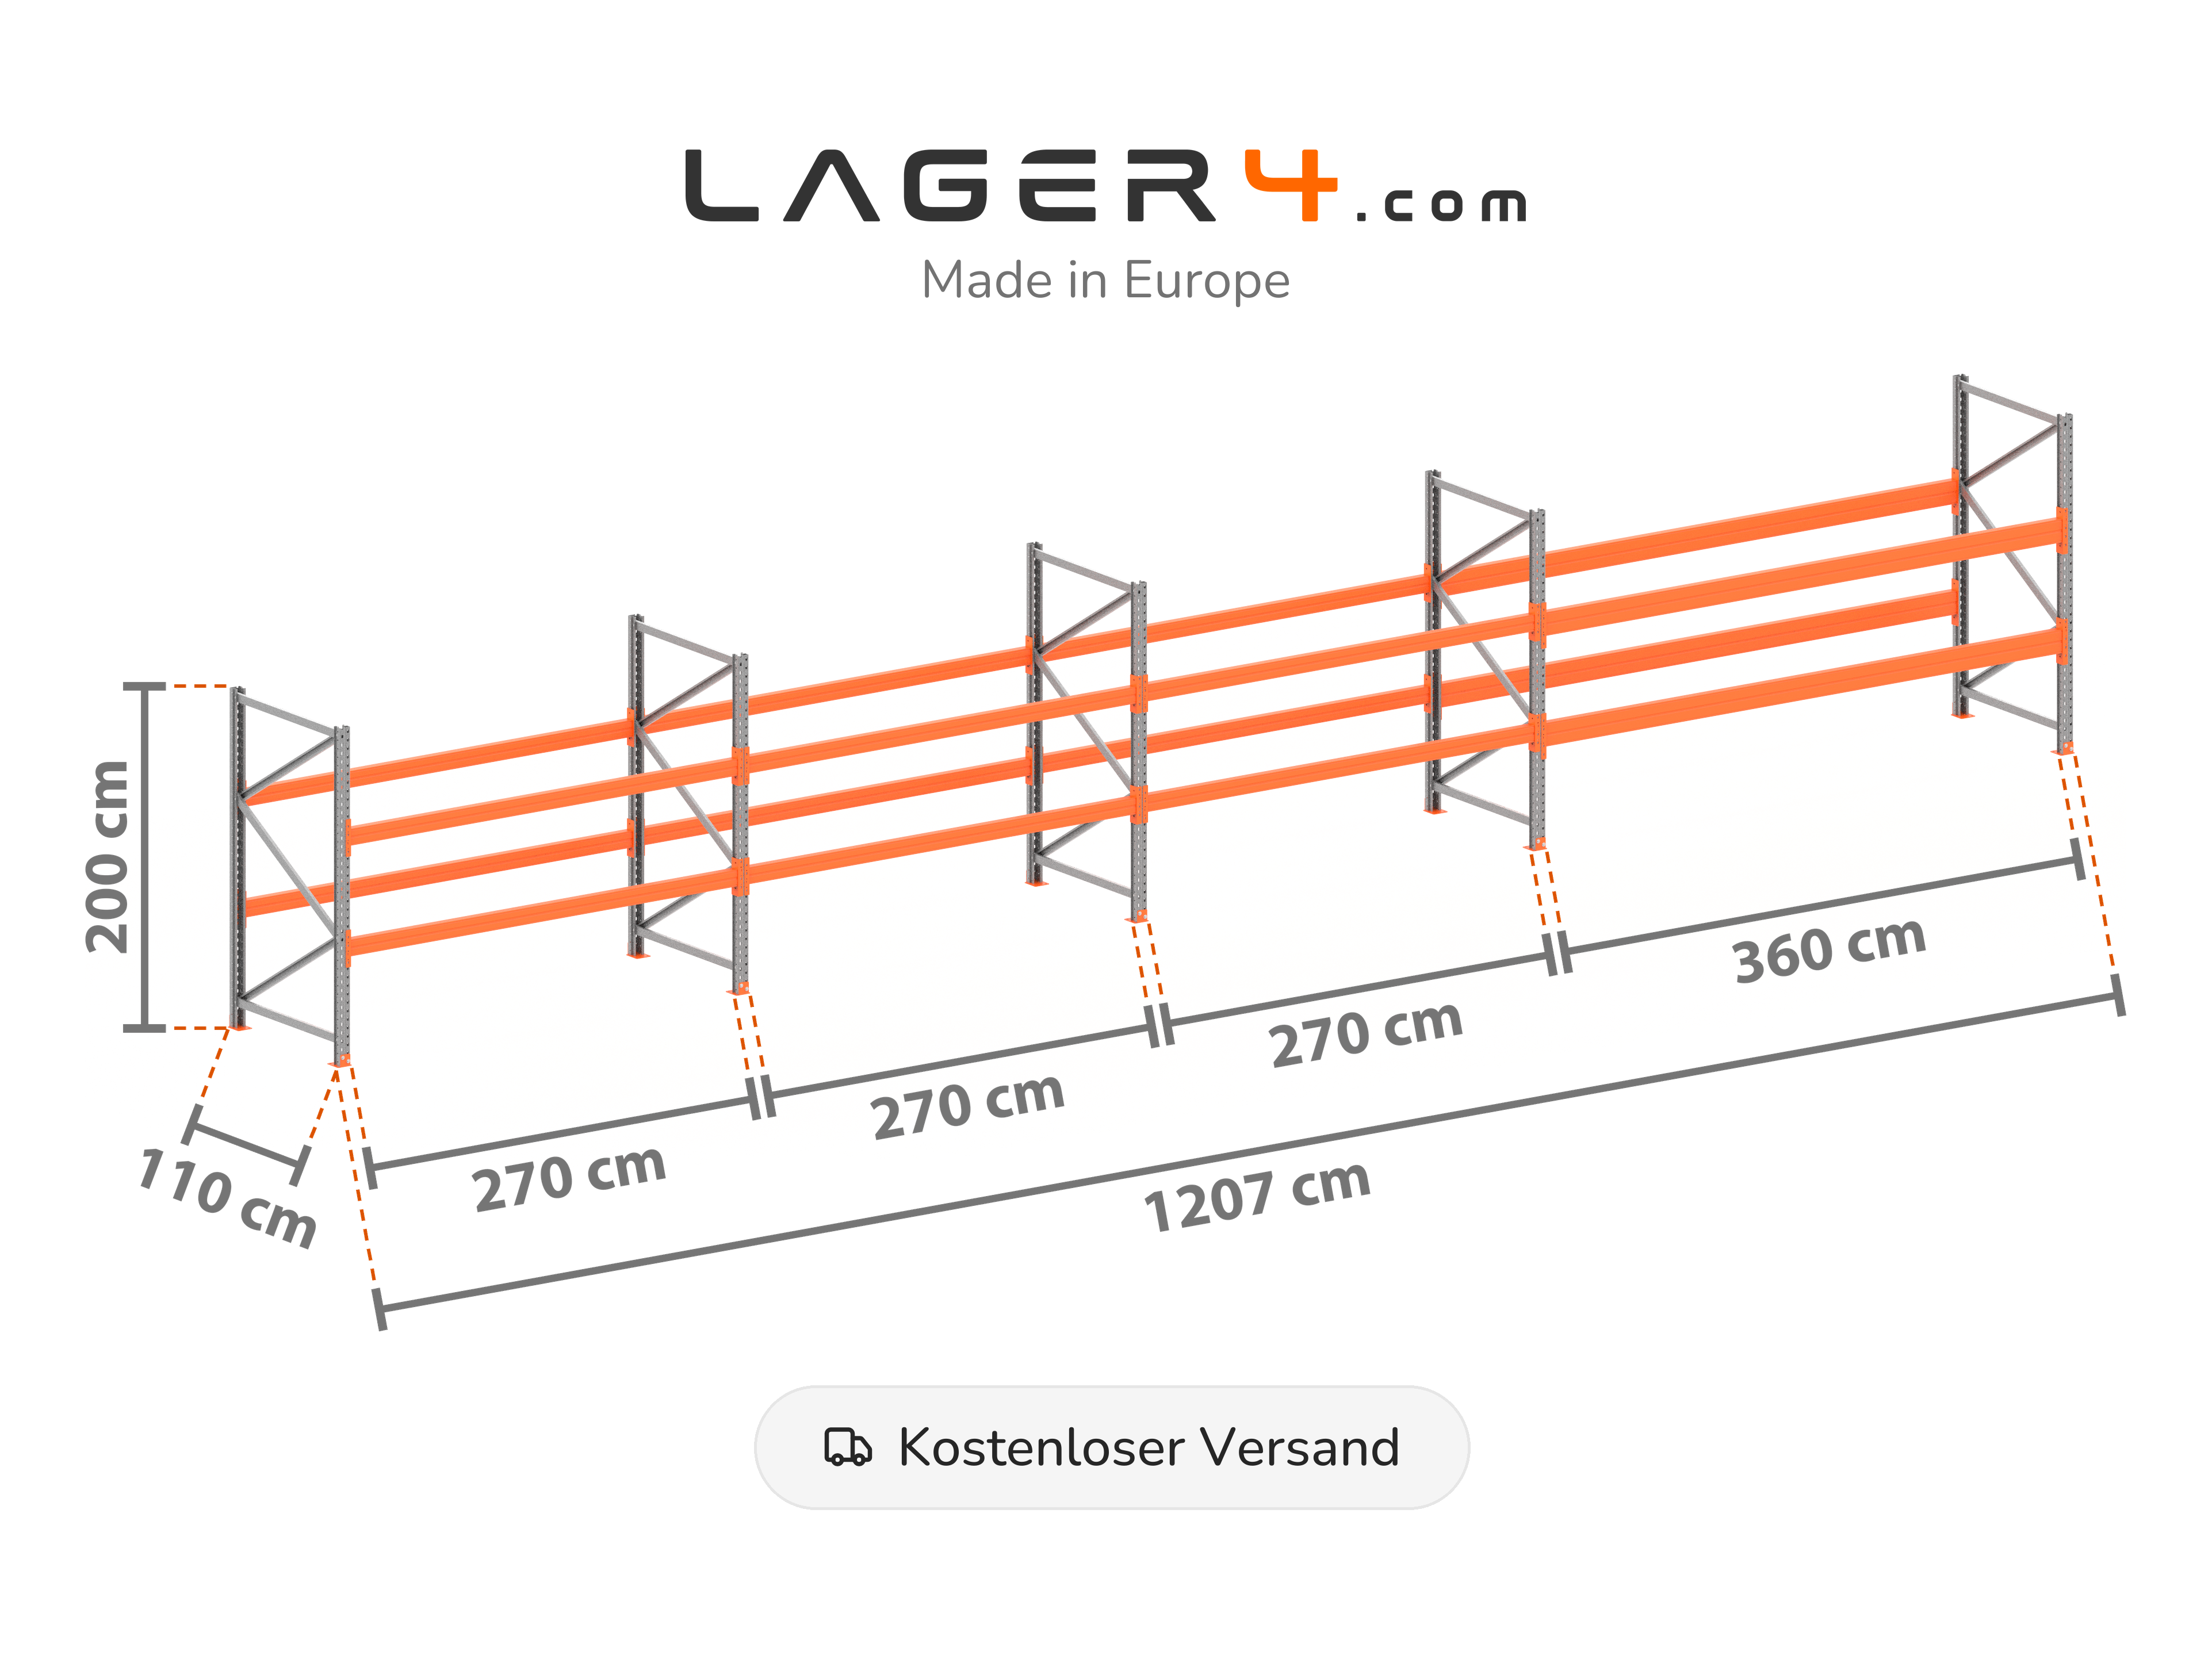 LAGER4.com
Made in Europe
200 cm
110 cm
270 cm
270 cm
270 cm
360 cm
1207 cm
Kostenloser Versand